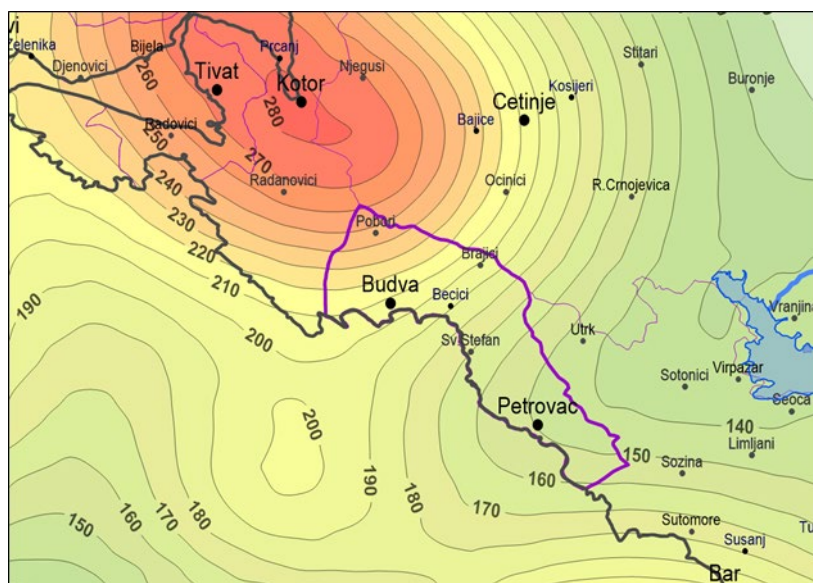 vi
Zelenika
Djenovici
Bijela
260
Tivat
Prcanj
Kotor
280
Njegusi
Stitari
Kosijeri
Buronje
Cetinje
Bajice
Radovici
250
270
240
Radanovici
Ocinici
R.Crnojevica
230
220
Pobori
Brajici
210
190
Budva
Becici
Vranjina
200
Sv.Stefan
Utrk
Virpazar
Sotonici
Seoca
Petrovac
140
200
Limljani
190
150
Sozina
180
160
170
150
160
170
180
Sutomore
Tu
Susanj
Bar